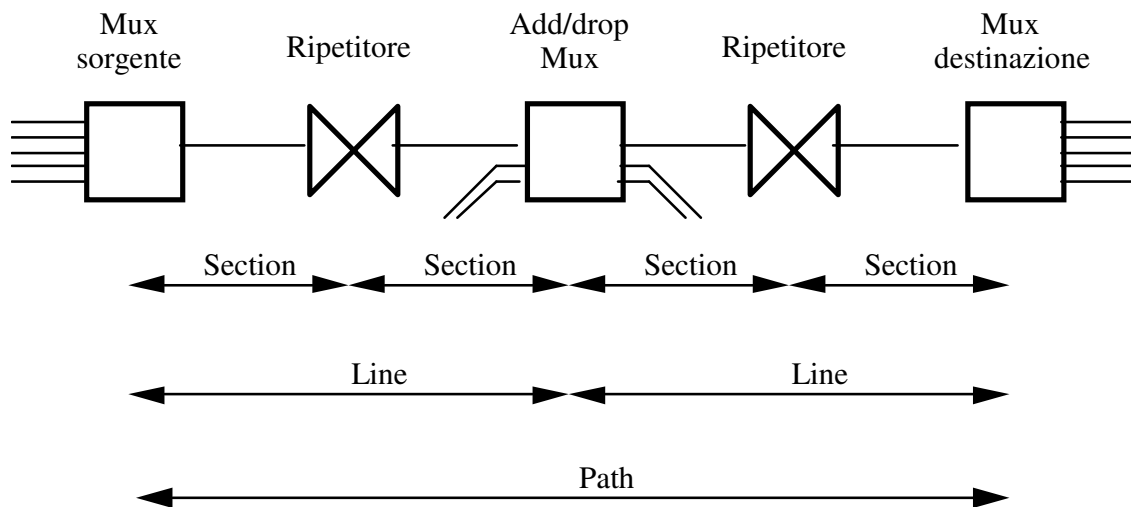 Mux
sorgente
Ripetitore
Add/drop
Mux
Ripetitore
Mux
destinazione
Section
Section
Section
Section
Line
Line
Path